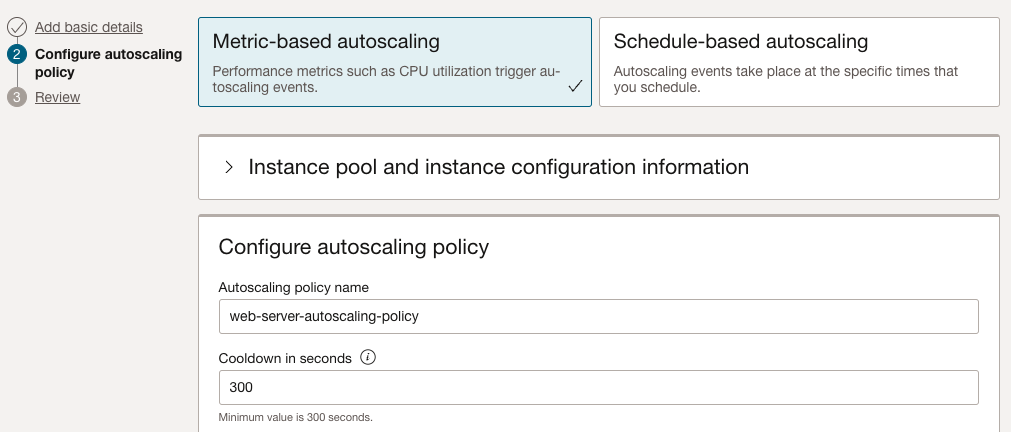 Add basic details
2
Configure autoscaling
policy
3
Review
Metric-based autoscaling
Performance metrics such as CPU utilization trigger au-
toscaling events.
Schedule-based autoscaling
Autoscaling events take place at the specific times that
you schedule.
Instance pool and instance configuration information
Configure autoscaling policy
Autoscaling policy name
web-server-autoscaling-policy
Cooldown in seconds i
300
Minimum value is 300 seconds.